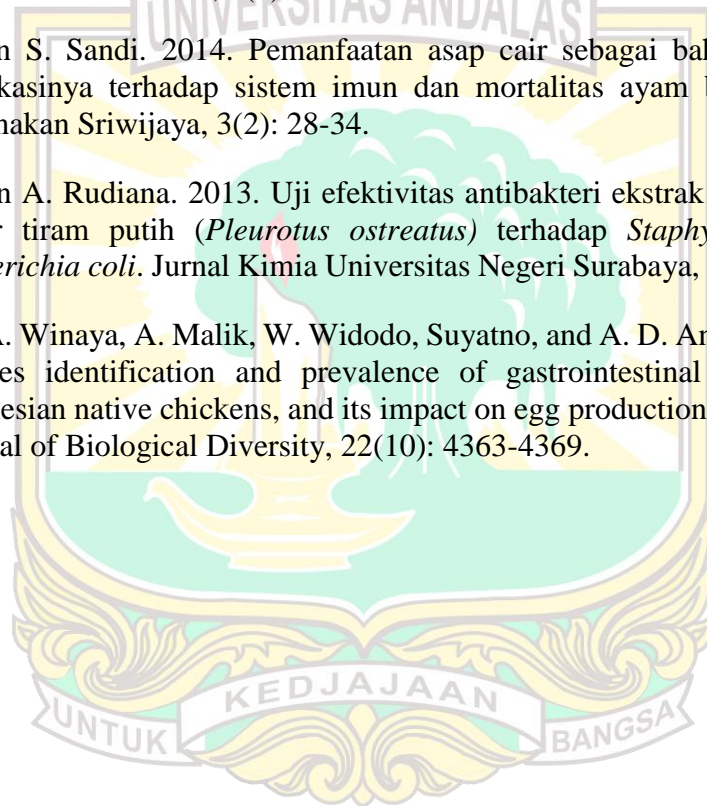 UNIVERSITAS ANDALAS
n S. Sandi. 2014. Pemanfaatan asap cair sebagai bal
kasinya terhadap sistem imun dan mortalitas ayam b
nakan Sriwijaya, 3(2): 28-34.
n A. Rudiana. 2013. Uji efektivitas antibakteri ekstrak
r tiram putih (Pleurotus ostreatus) terhadap Staphy
erichia coli. Jurnal Kimia Universitas Negeri Surabaya,
A. Winaya, A. Malik, W. Widodo, Suyatno, and A. D. An
es identification and prevalence of gastrointestinal
esian native chickens, and its impact on egg production
al of Biological Diversity, 22(10): 4363-4369.
UNTUK KEDJAJAAN BANGSA